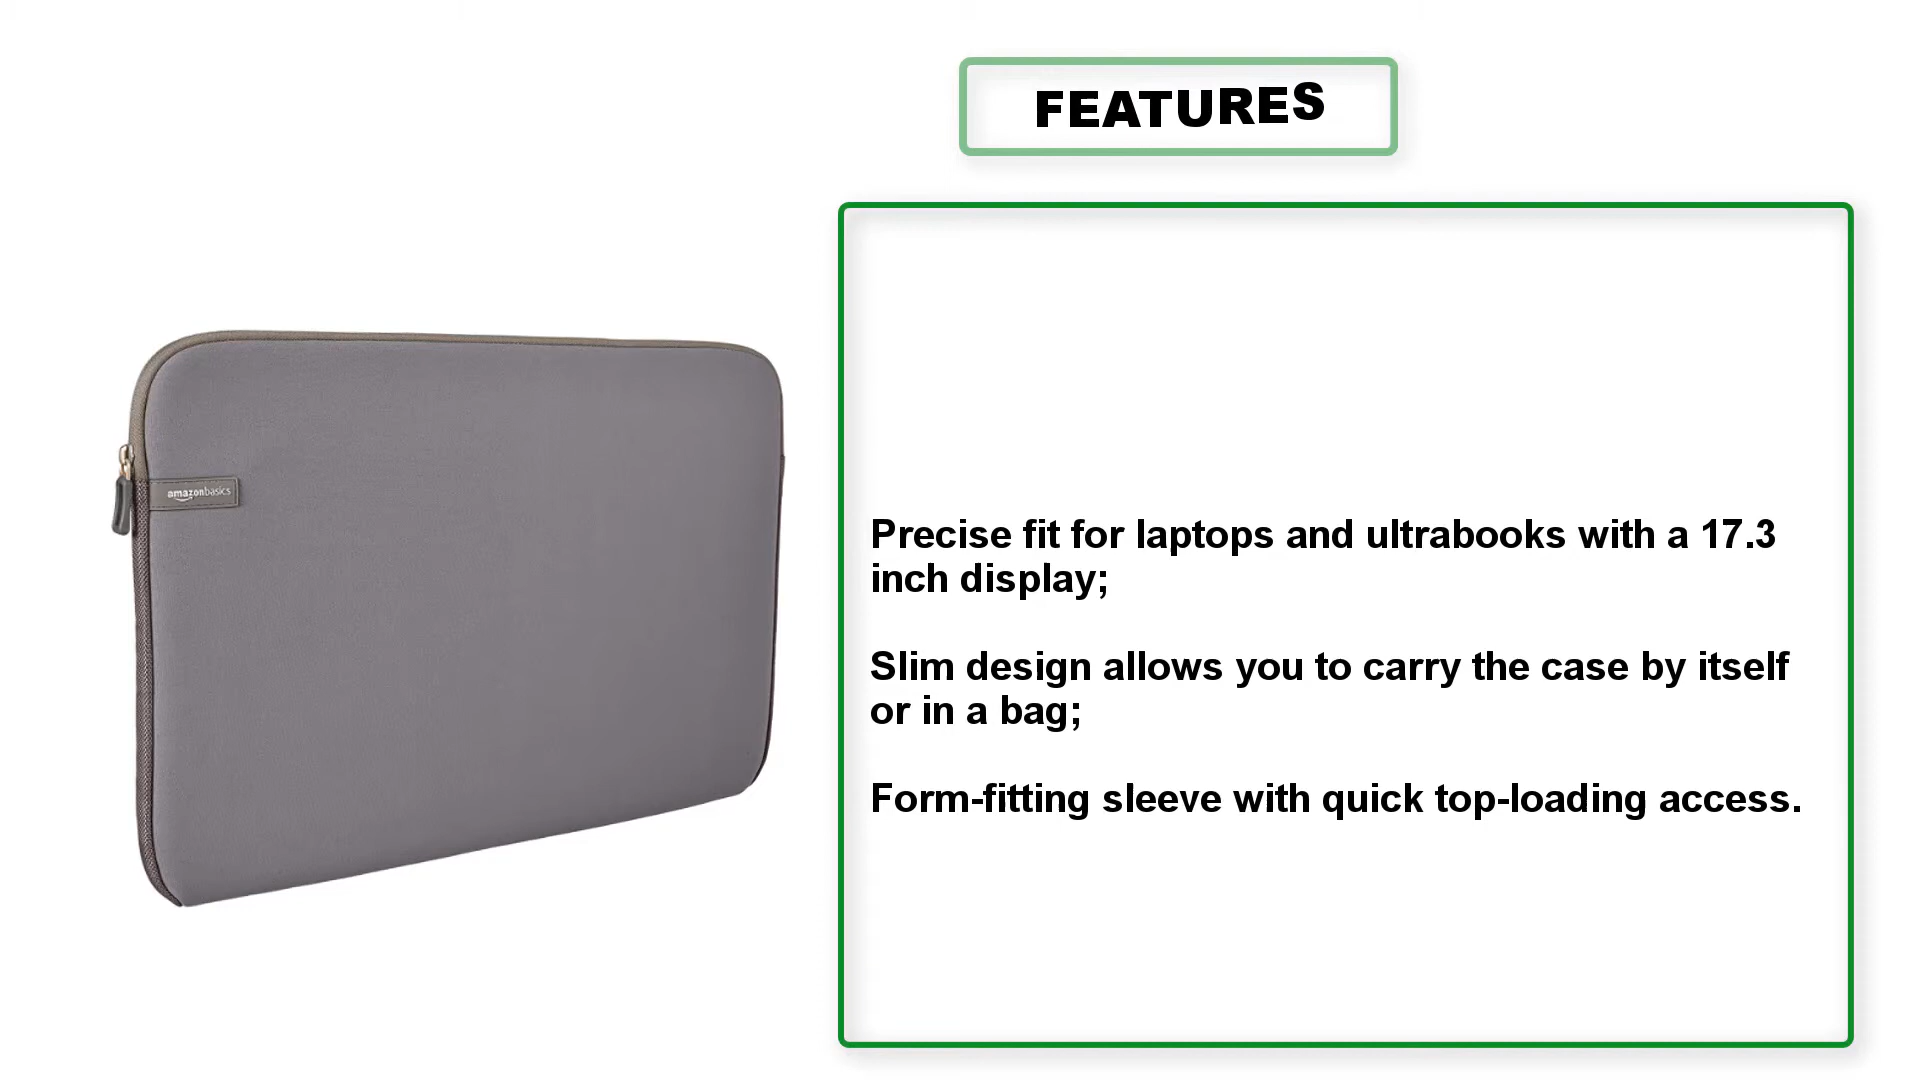 FEATURES
amazonbasics
Precise fit for laptops and ultrabooks with a 17.3
inch display;
Slim design allows you to carry the case by itself
or in a bag;
Form-fitting sleeve with quick top-loading access.